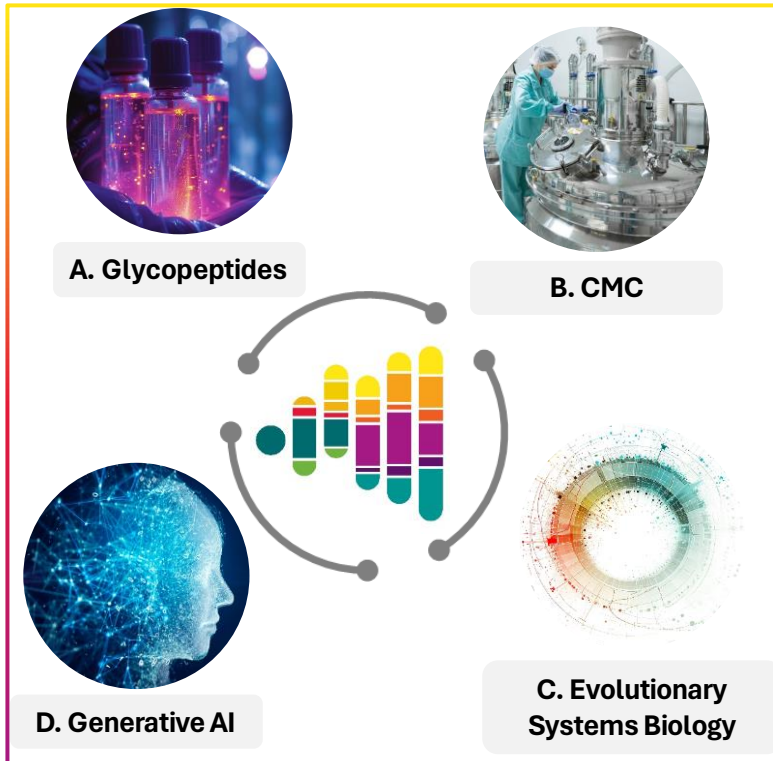 A. Glycopeptides
B. CMC
C. Evolutionary
Systems Biology
D. Generative AI